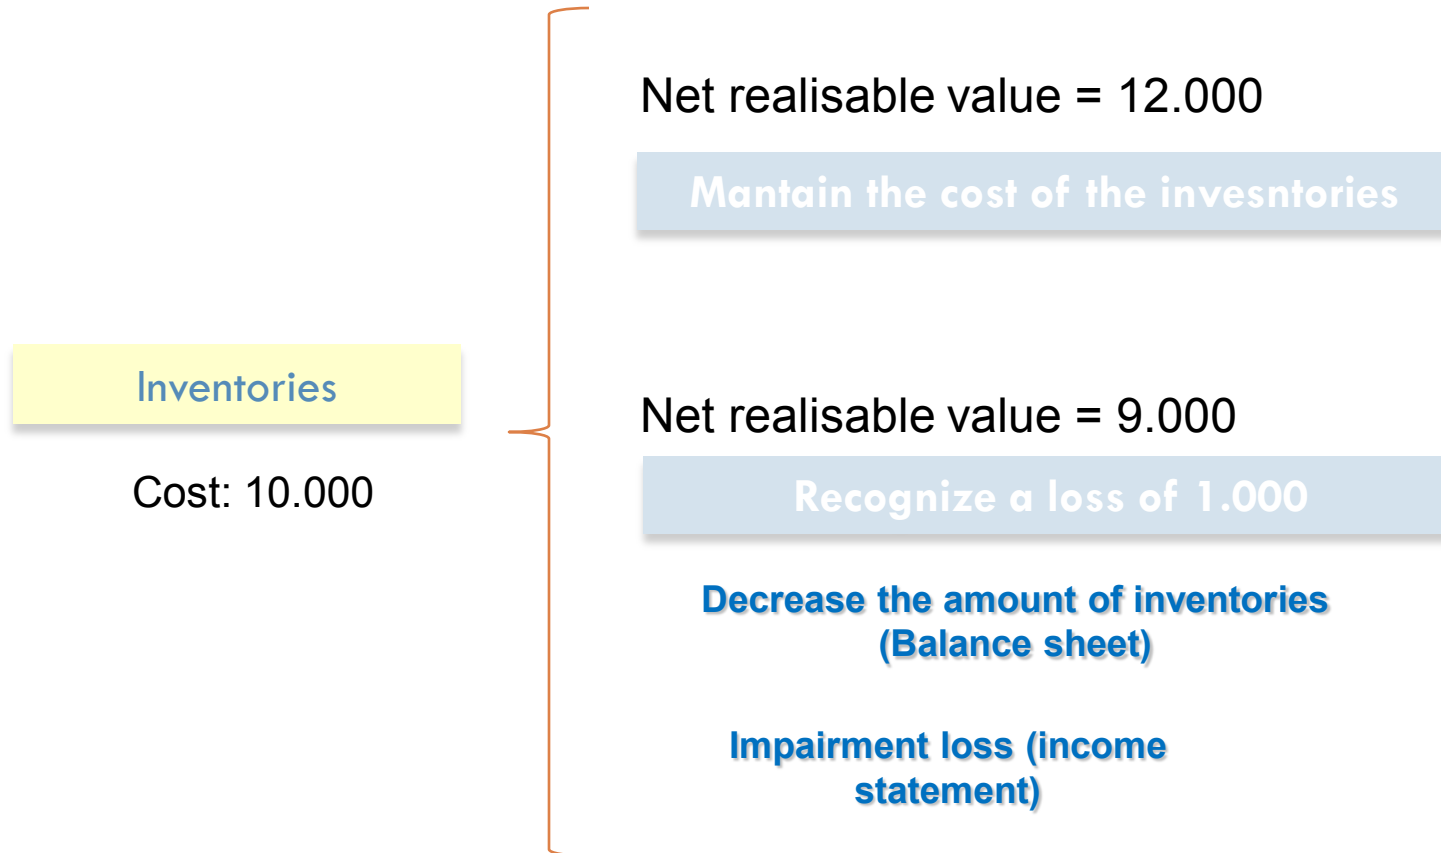 Net realisable value = 12.000
Mantain the cost of the invesntories
Inventories
Cost: 10.000
Net realisable value = 9.000
Recognize a loss of 1.000
Decrease the amount of inventories
(Balance sheet)
Impairment loss (income
statement)